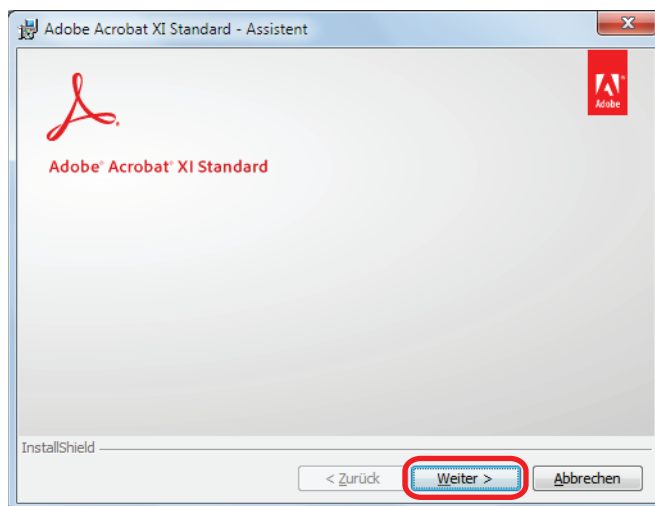 Adobe Acrobat XI Standard - Assistent
Adobe
Adobe® Acrobat® XI Standard
InstallShield
< Zurück Weiter > Abbrechen